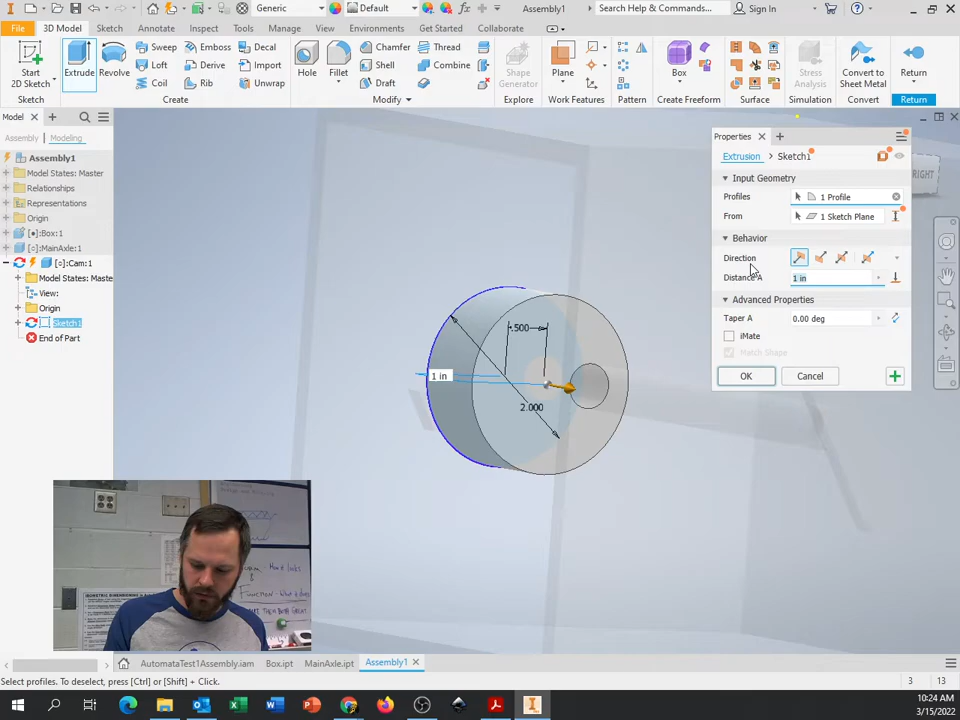 Generic
Default
Assembly1
Search Help & Commands...
Sign In
File
3D Model
Sketch
Annotate
Inspect
Tools
Manage
View
Environments
Get Started
Collaborate
Start
2D Sketch
Extrude
Revolve
Sweep
Loft
Coil
Emboss
Derive
Rib
Decal
Import
Unwrap
Hole
Fillet
Chamfer
Shell
Draft
Thread
Combine
Shape
Generator
Plane
Box
Stress
Analysis
Convert to
Sheet Metal
Return
Sketch
Create
Modify
Explore
Work Features
Pattern
Create Freeform
Surface
Simulation
Convert
Return
Model
Assembly
Modeling
Assembly1
Model States: Master
Relationships
Representations
Origin
[○]:Box:1
[○]:MainAxle:1
[○]:Cam:1
Model States: Master
View:
Origin
Sketch1
End of Part
.500
1 in
2.000
RIGHT
Properties
Extrusion > Sketch1
Input Geometry
Profiles
1 Profile
From
1 Sketch Plane
Behavior
Direction
Distance A
1 in
Advanced Properties
Taper A
0.00 deg
iMate
Match Shape
OK
Cancel
AutomataTest1Assembly.iam
Box.ipt
MainAxle.ipt
Assembly1
Select profiles. To deselect, press [Ctrl] or [Shift] + Click.
3
13
10:24 AM
3/15/2022